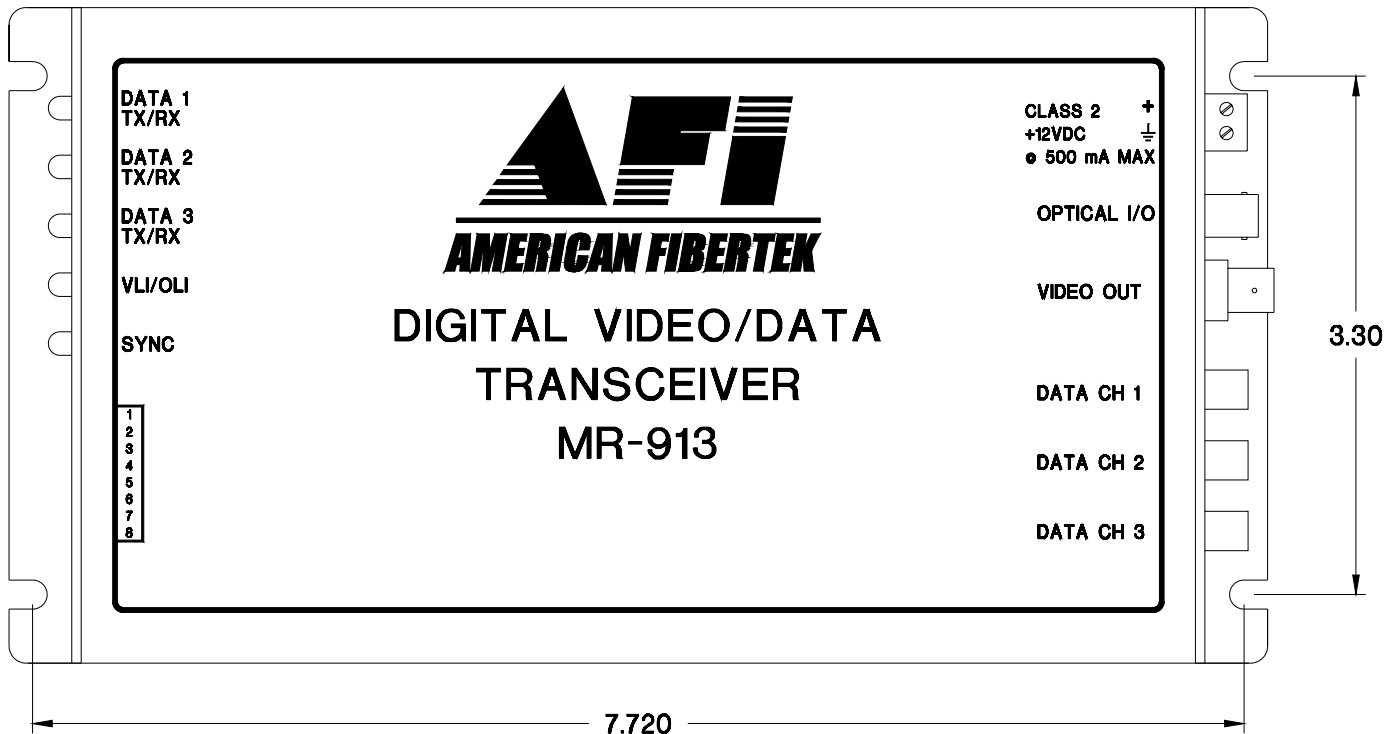 DATA 1
TX/RX
DATA 2
TX/RX
DATA 3
TX/RX
VLI/OLI
SYNC
1
2
3
4
5
6
7
8
AFI
AMERICAN FIBERTEK
DIGITAL VIDEO/DATA
TRANSCEIVER
MR-913
CLASS 2 +
+12VDC ⏚
@ 500 mA MAX
OPTICAL I/O
VIDEO OUT
DATA CH 1
DATA CH 2
DATA CH 3
3.30
7.720